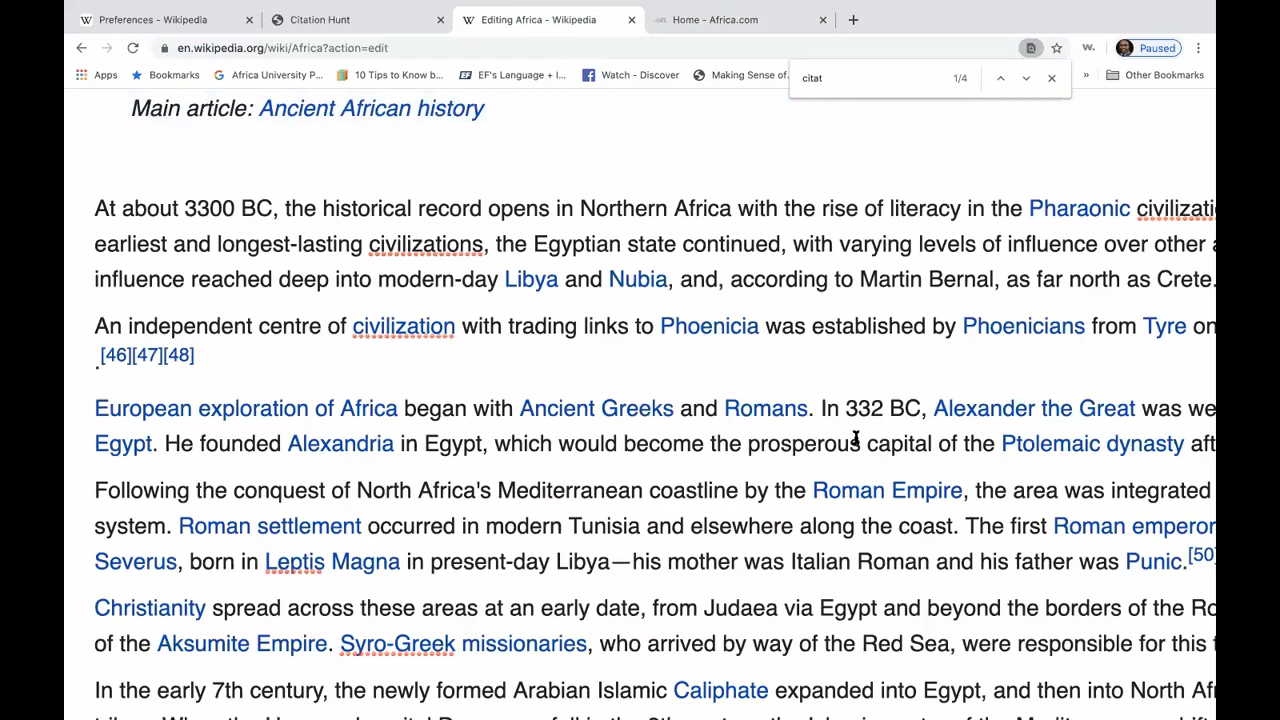 Preferences - Wikipedia
Citation Hunt
Editing Africa - Wikipedia
Home - Africa.com
en.wikipedia.org/wiki/Africa?action=edit
W.
Paused
Apps
Bookmarks
Africa University P...
10 Tips to Know b...
EF's Language + I...
Watch - Discover
Making Sense of.
»
Other Bookmarks
citat
1/4
Main article: Ancient African history
At about 3300 BC, the historical record opens in Northern Africa with the rise of literacy in the Pharaonic civilizati
earliest and longest-lasting civilizations, the Egyptian state continued, with varying levels of influence over other a
influence reached deep into modern-day Libya and Nubia, and, according to Martin Bernal, as far north as Crete.
An independent centre of civilization with trading links to Phoenicia was established by Phoenicians from Tyre on
.[46][47][48]
European exploration of Africa began with Ancient Greeks and Romans. In 332 BC, Alexander the Great was we
Egypt. He founded Alexandria in Egypt, which would become the prosperous capital of the Ptolemaic dynasty aft
Following the conquest of North Africa's Mediterranean coastline by the Roman Empire, the area was integrated
system. Roman settlement occurred in modern Tunisia and elsewhere along the coast. The first Roman emperor
Severus, born in Leptis Magna in present-day Libya—his mother was Italian Roman and his father was Punic.[50]
Christianity spread across these areas at an early date, from Judaea via Egypt and beyond the borders of the Ro
of the Aksumite Empire. Syro-Greek missionaries, who arrived by way of the Red Sea, were responsible for this t
In the early 7th century, the newly formed Arabian Islamic Caliphate expanded into Egypt, and then into North Af